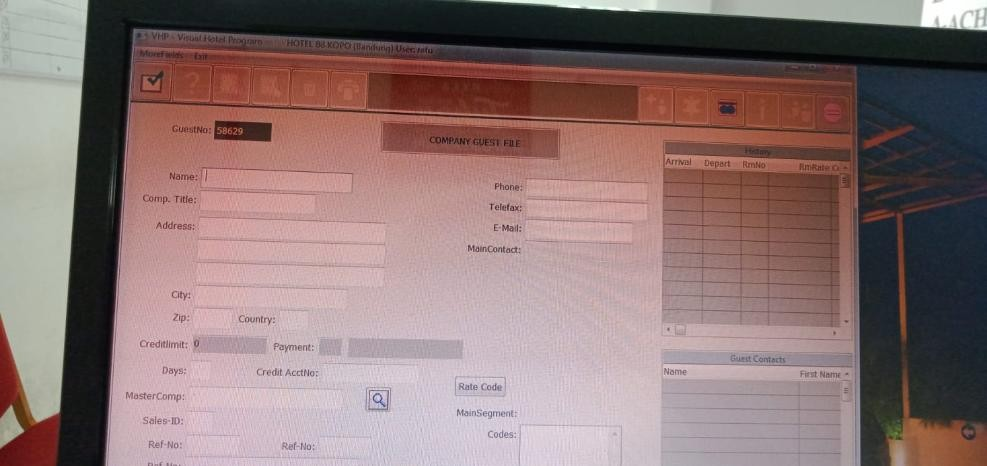 VHP - Visual Hotel Program HOTEL 88 KOPO (Bandung) User: ratu
MoreFields Exit
GuestNo: 58629
COMPANY GUEST FILE
Name:
Comp. Title:
Address:
City:
Zip: Country:
Creditlimit: 0 Payment:
Days: Credit AcctNo:
MasterComp:
Sales-ID:
Ref-No: Ref-No:
Phone:
Telefax:
E-Mail:
MainContact:
Rate Code
MainSegment:
Codes:
History
Arrival Depart RmNo RmRate
Guest Contacts
Name First Name